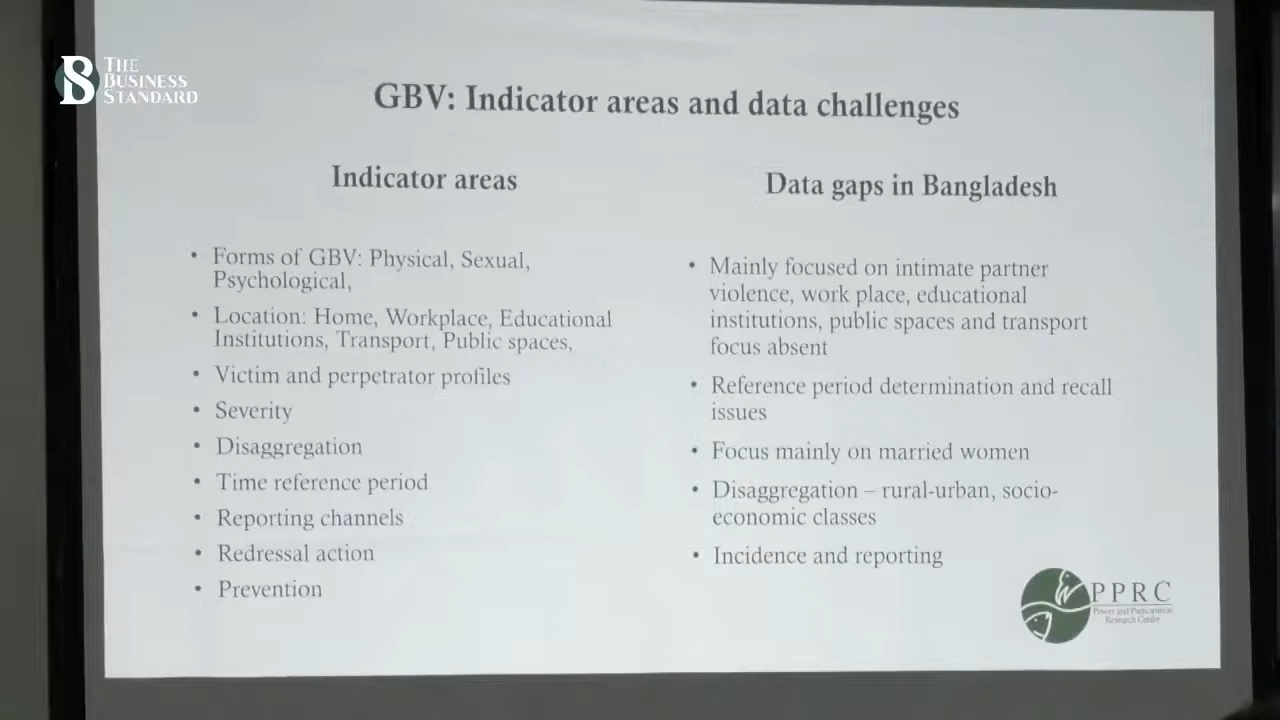 THE
BUSINESS
STANDARD
GBV: Indicator areas and data challenges
Indicator areas
• Forms of GBV: Physical, Sexual,
Psychological,
• Location: Home, Workplace, Educational
Institutions, Transport, Public spaces,
• Victim and perpetrator profiles
• Severity
• Disaggregation
• Time reference period
• Reporting channels
• Redressal action
• Prevention
Data gaps in Bangladesh
• Mainly focused on intimate partner
violence, work place, educational
institutions, public spaces and transport
focus absent
• Reference period determination and recall
issues
• Focus mainly on married women
• Disaggregation – rural-urban, socio-
economic classes
• Incidence and reporting
PPRC
Power and Participation
Research Centre